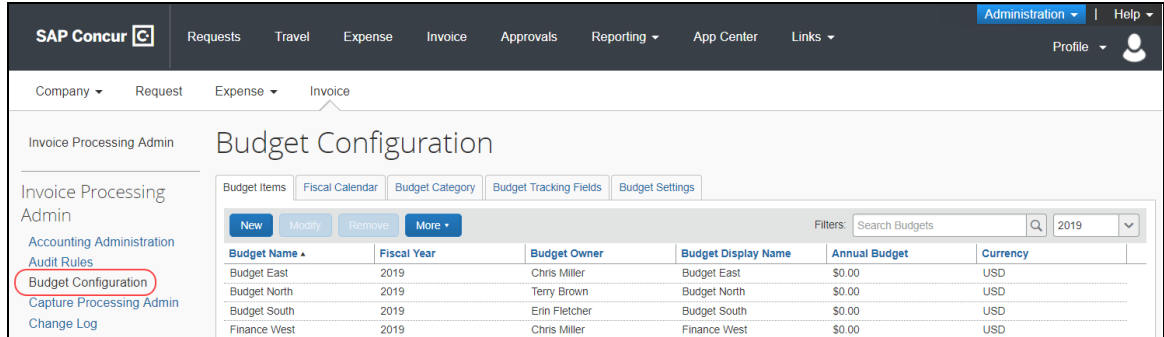 Administration | Help
SAP Concur C Requests Travel Expense Invoice Approvals Reporting App Center Links
Profile
Company Request Expense Invoice
Invoice Processing Admin
Budget Configuration
Budget Items Fiscal Calendar Budget Category Budget Tracking Fields Budget Settings
Invoice Processing
Admin
New Modify Remove More Filters: Search Budgets 2019
Accounting Administration
Audit Rules
Budget Configuration
Capture Processing Admin
Change Log
Budget Name Fiscal Year Budget Owner Budget Display Name Annual Budget Currency
Budget East 2019 Chris Miller Budget East $0.00 USD
Budget North 2019 Terry Brown Budget North $0.00 USD
Budget South 2019 Erin Fletcher Budget South $0.00 USD
Finance West 2019 Chris Miller Finance West $0.00 USD